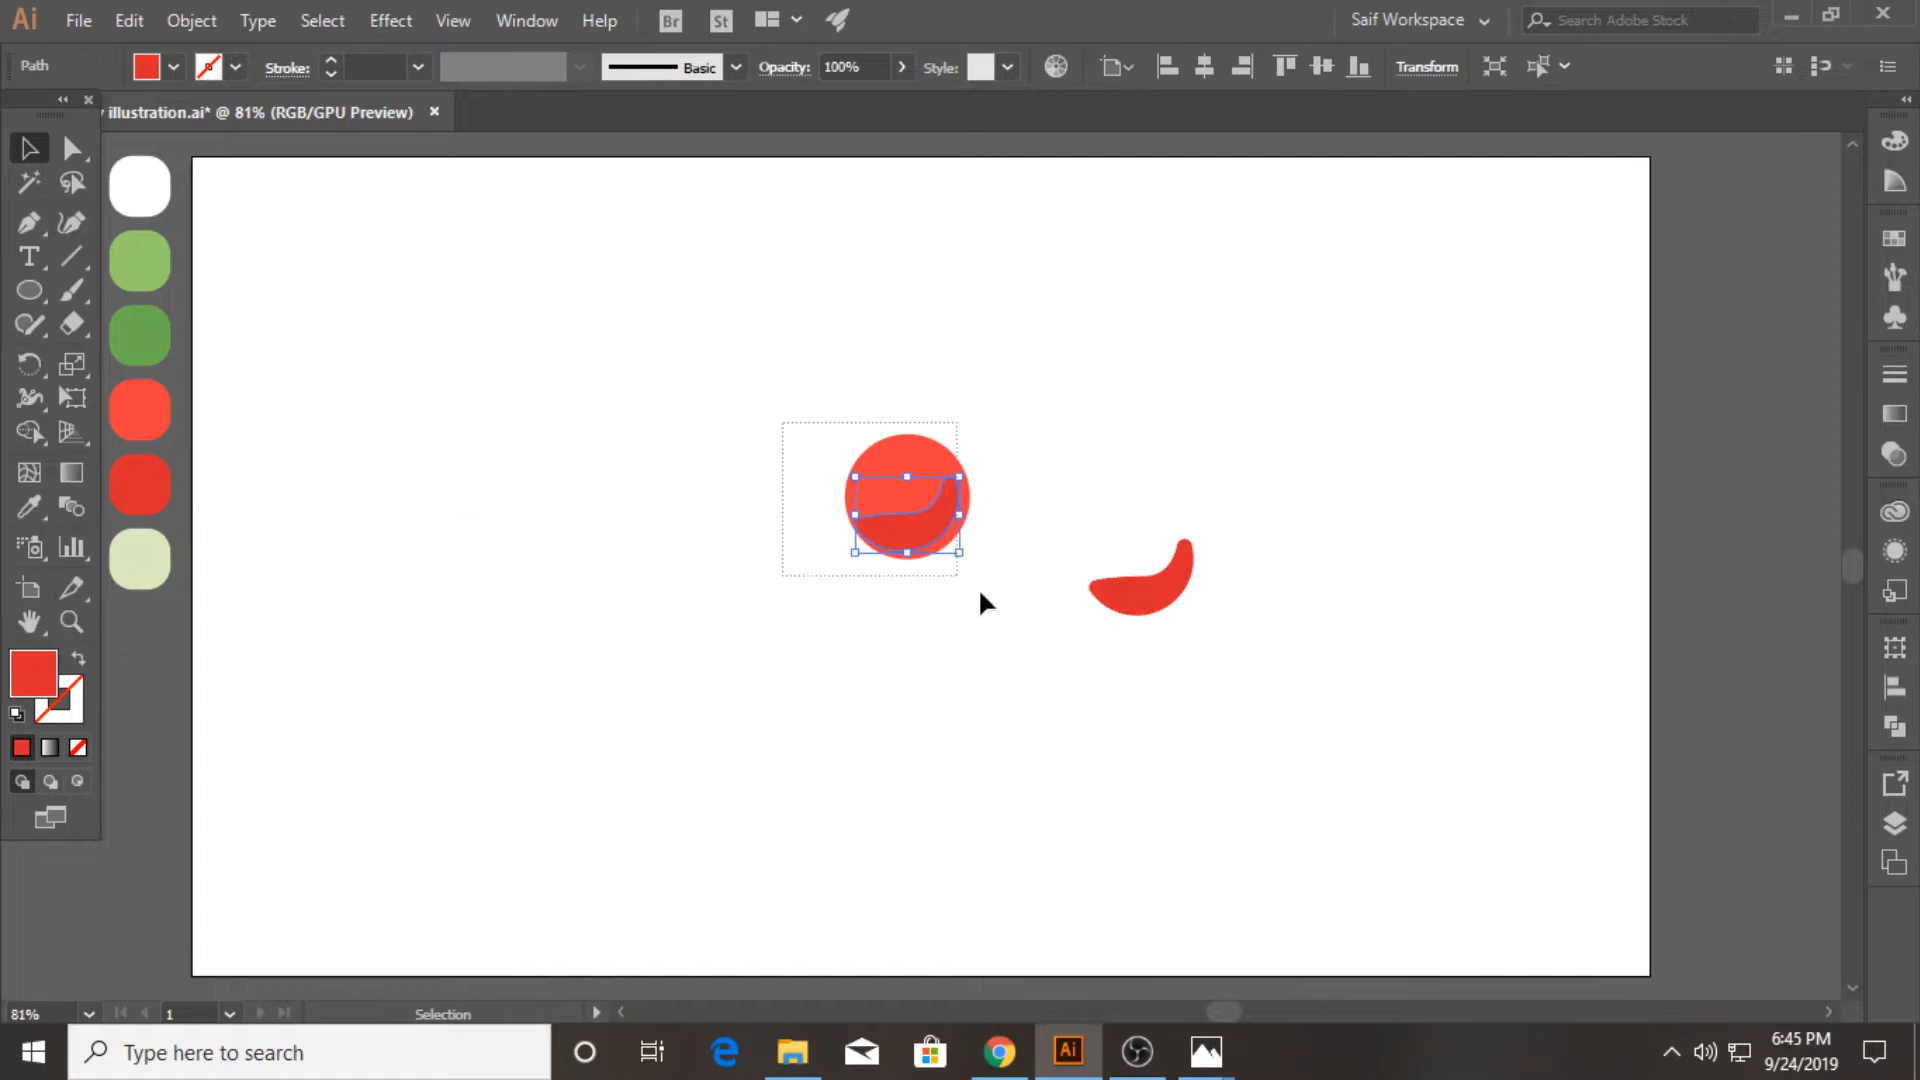 Ai File Edit Object Type Select Effect View Window Help Br St Saif Workspace Search Adobe Stock
Path Stroke: Basic Opacity: 100% Style: Transform
illustration.ai* @ 81% (RGB/GPU Preview)
T
81% 1 Selection
Type here to search Ai 6:45 PM
9/24/2019